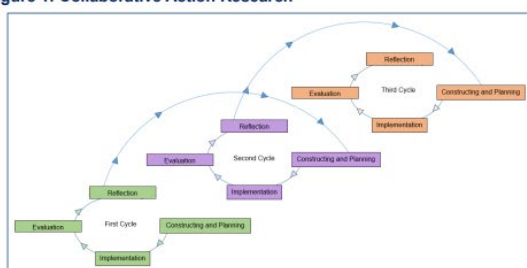 Figure 1. Collaborative Action Research
Reflection
Evaluation
Third Cycle
Constructing and Planning
Implementation
Reflection
Evaluation
Second Cycle
Constructing and Planning
Implementation
Reflection
Evaluation
First Cycle
Constructing and Planning
Implementation